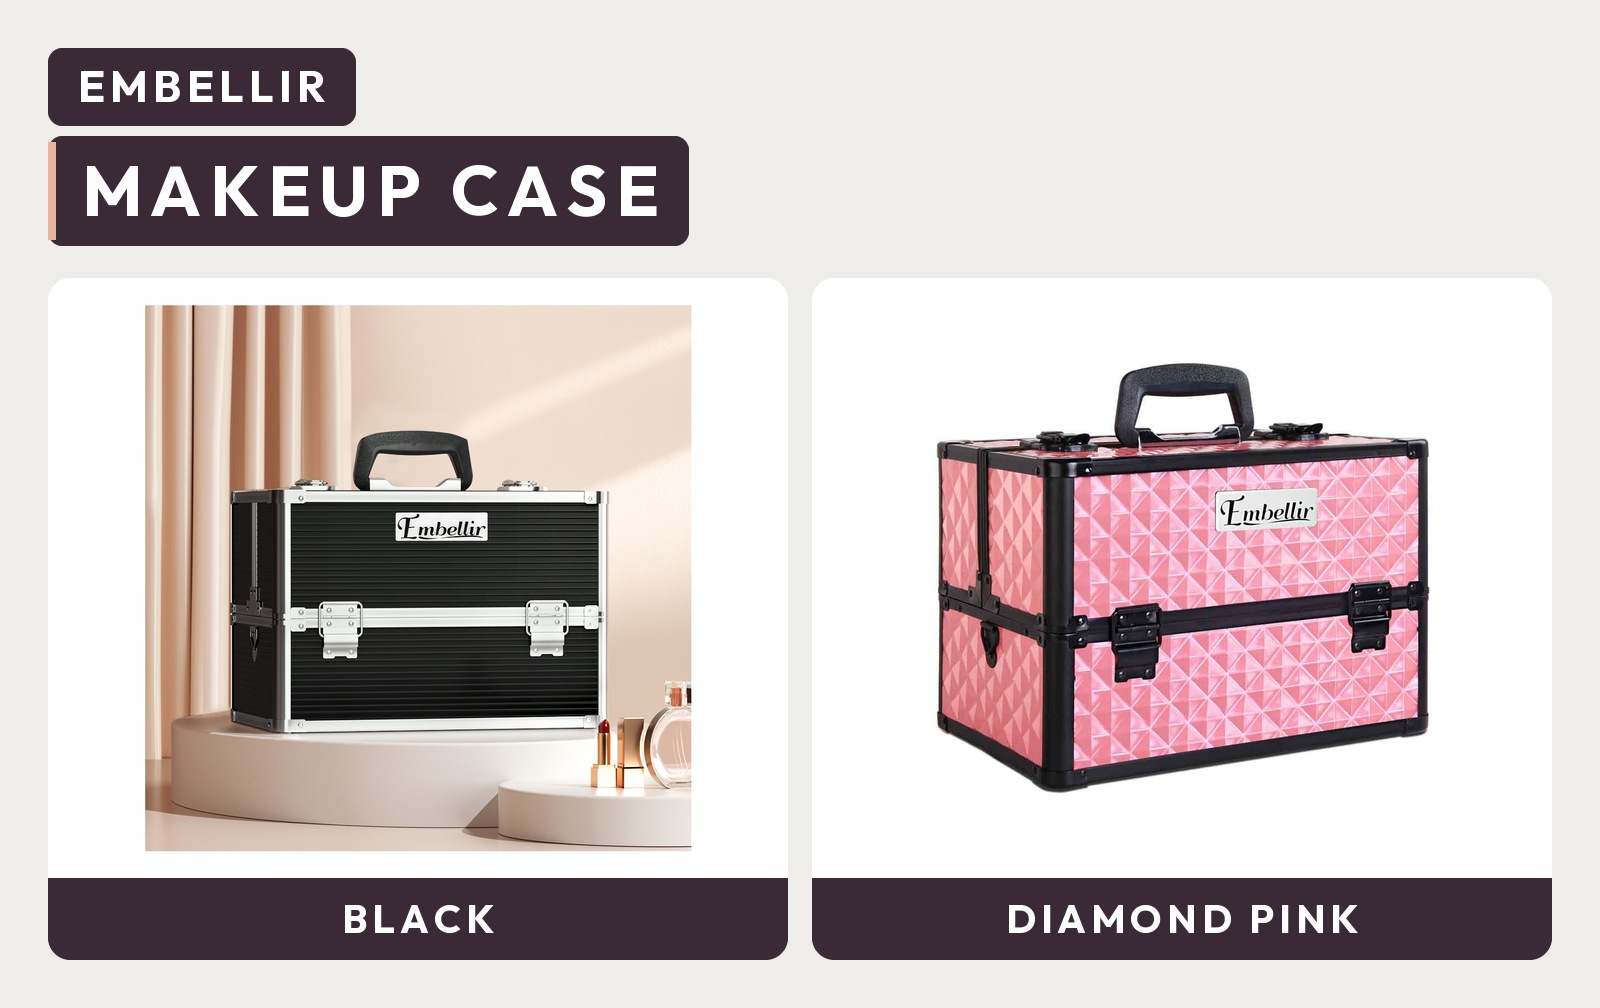 EMBELLIR
MAKEUP CASE
Embellir
Embellir
BLACK
DIAMOND PINK